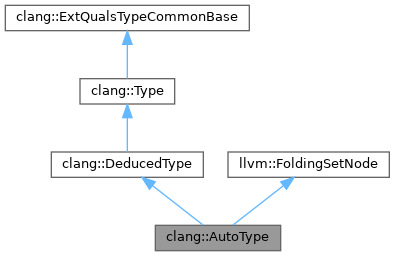 clang::ExtQualsTypeCommonBase
clang::Type
clang::DeducedType
llvm::FoldingSetNode
clang::AutoType